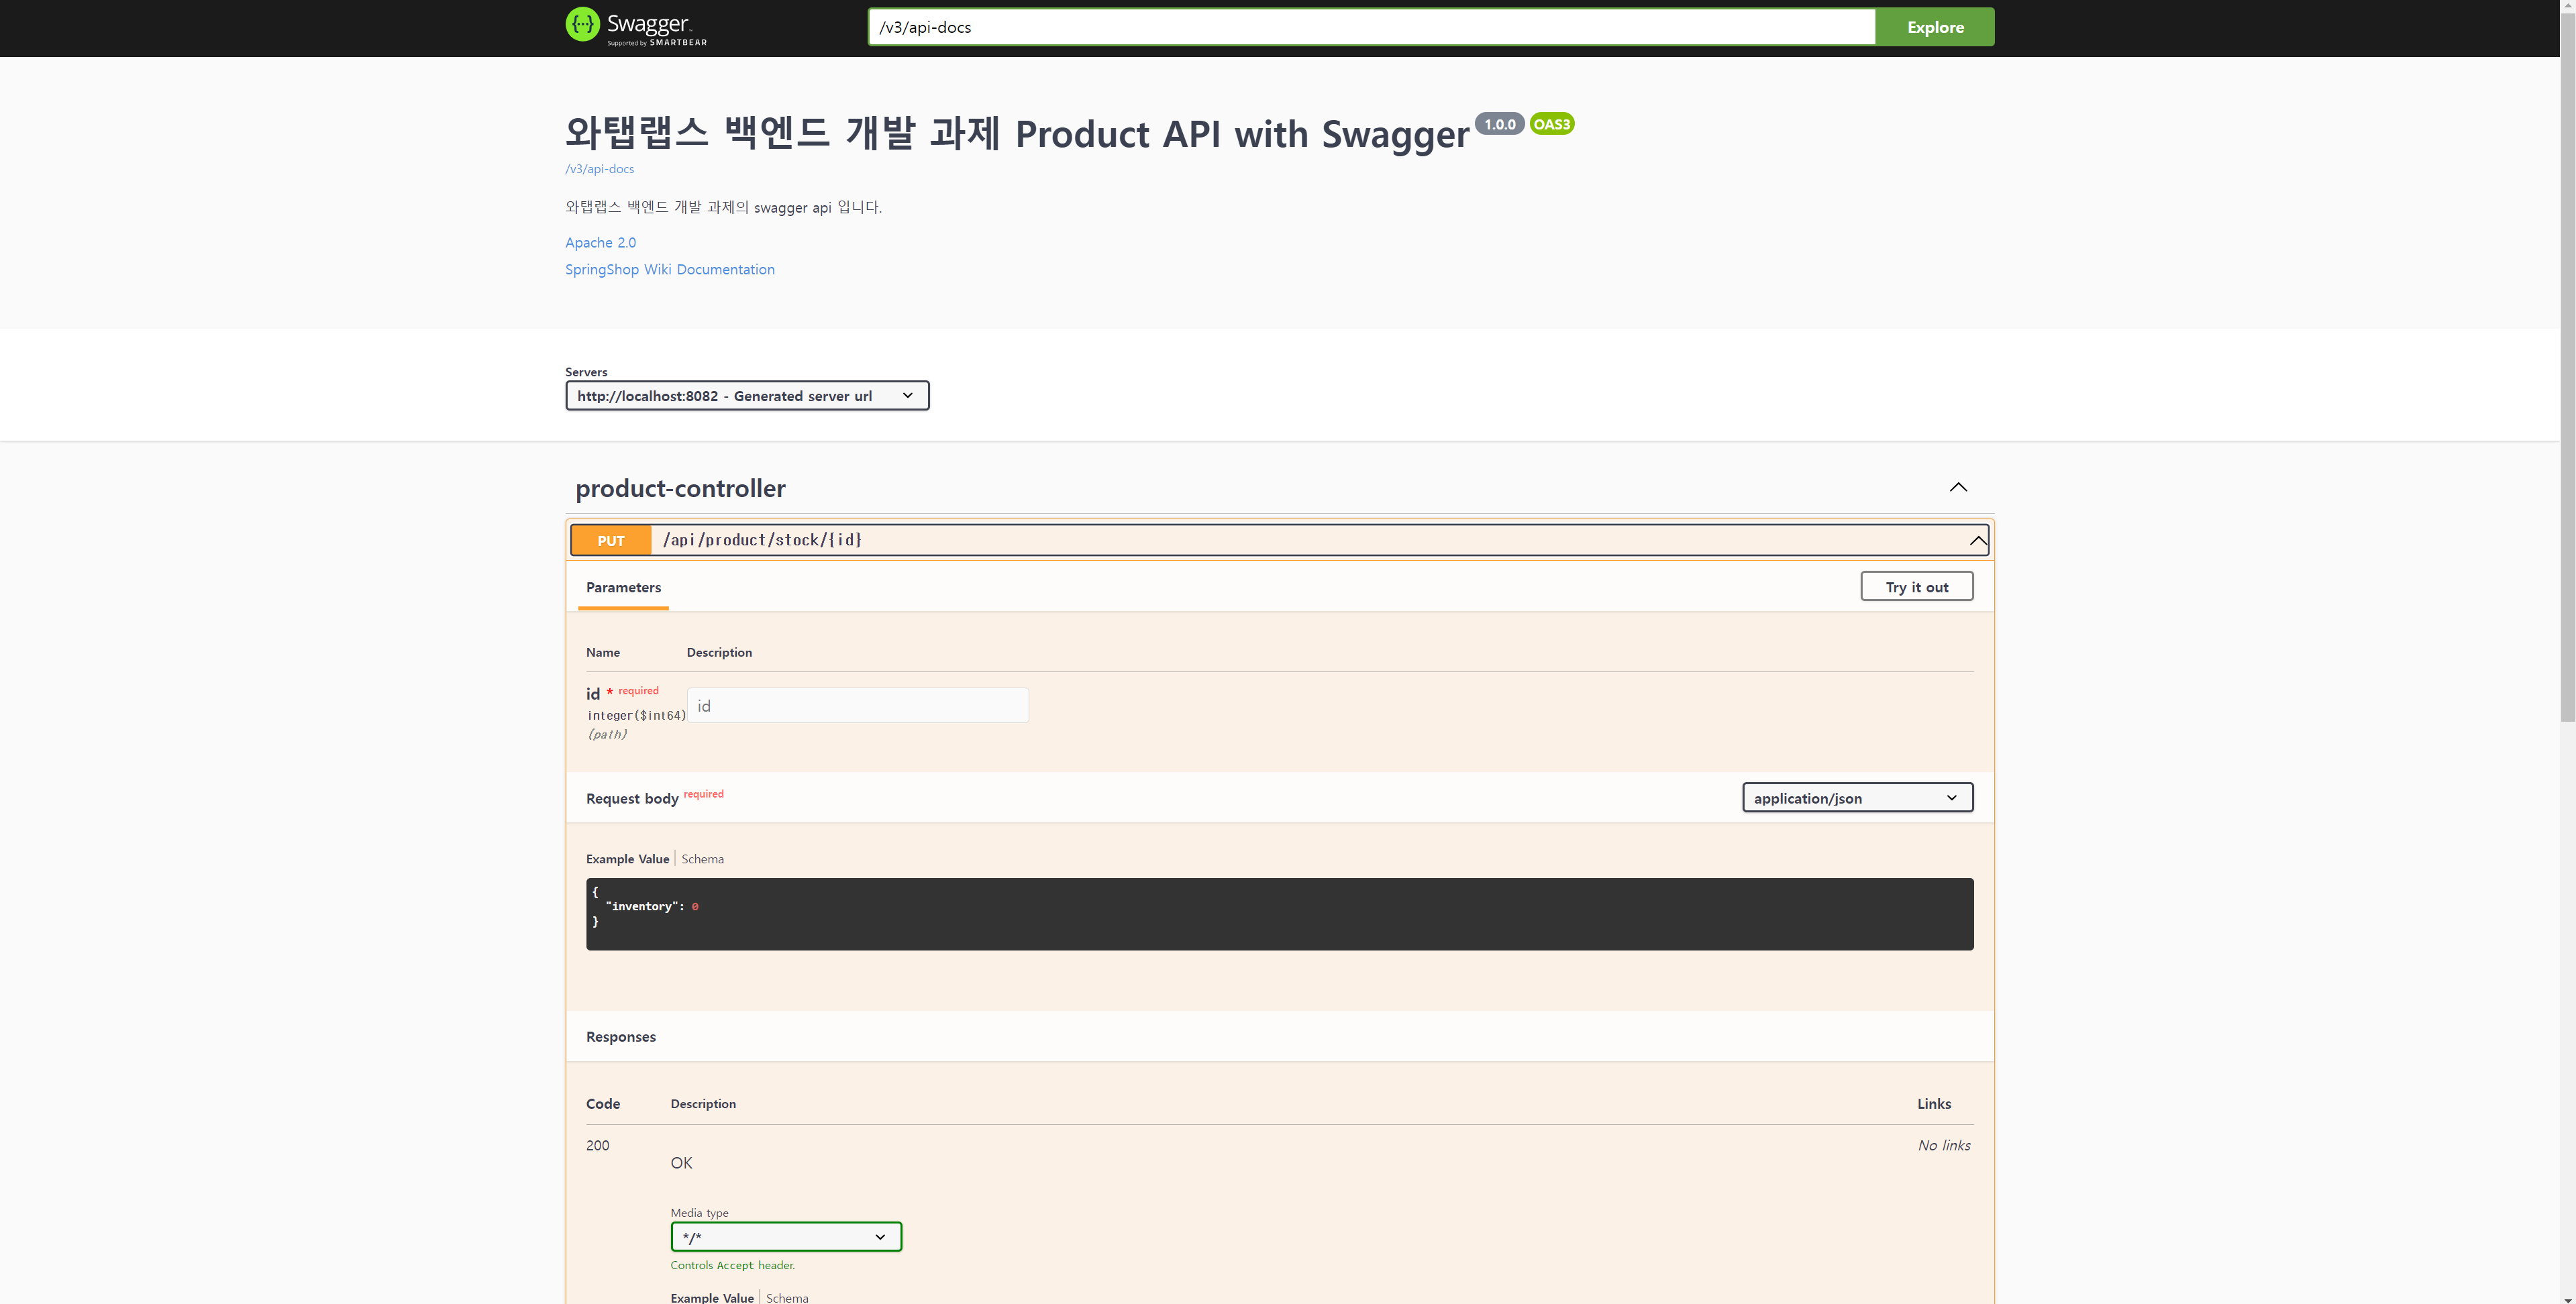 Swagger
Supported by SMARTBEAR
/v3/api-docs
Explore
와탭랩스 백엔드 개발 과제 Product API with Swagger 1.0.0 OAS3
/v3/api-docs
와탭랩스 백엔드 개발 과제의 swagger api 입니다.
Apache 2.0
SpringShop Wiki Documentation
Servers
http://localhost:8082 - Generated server url
product-controller
PUT /api/product/stock/{id}
Parameters
Try it out
Name Description
id * required
integer($int64)
(path)
id
Request body required
application/json
Example Value Schema
{
"inventory": 0
}
Responses
Code Description Links
200
OK
No links
Media type
*/*
Controls Accept header.
Example Value Schema